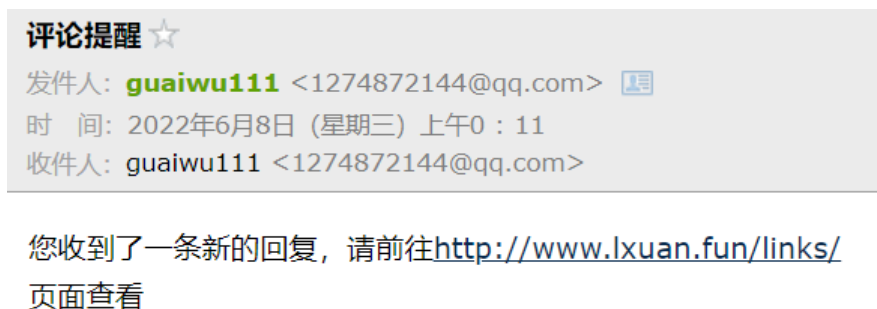 评论提醒
发件人：guaiwu111 <1274872144@qq.com>
时 间：2022年6月8日（星期三）上午0：11
收件人：guaiwu111 <1274872144@qq.com>
您收到了一条新的回复，请前往http://www.lxuan.fun/links/
页面查看